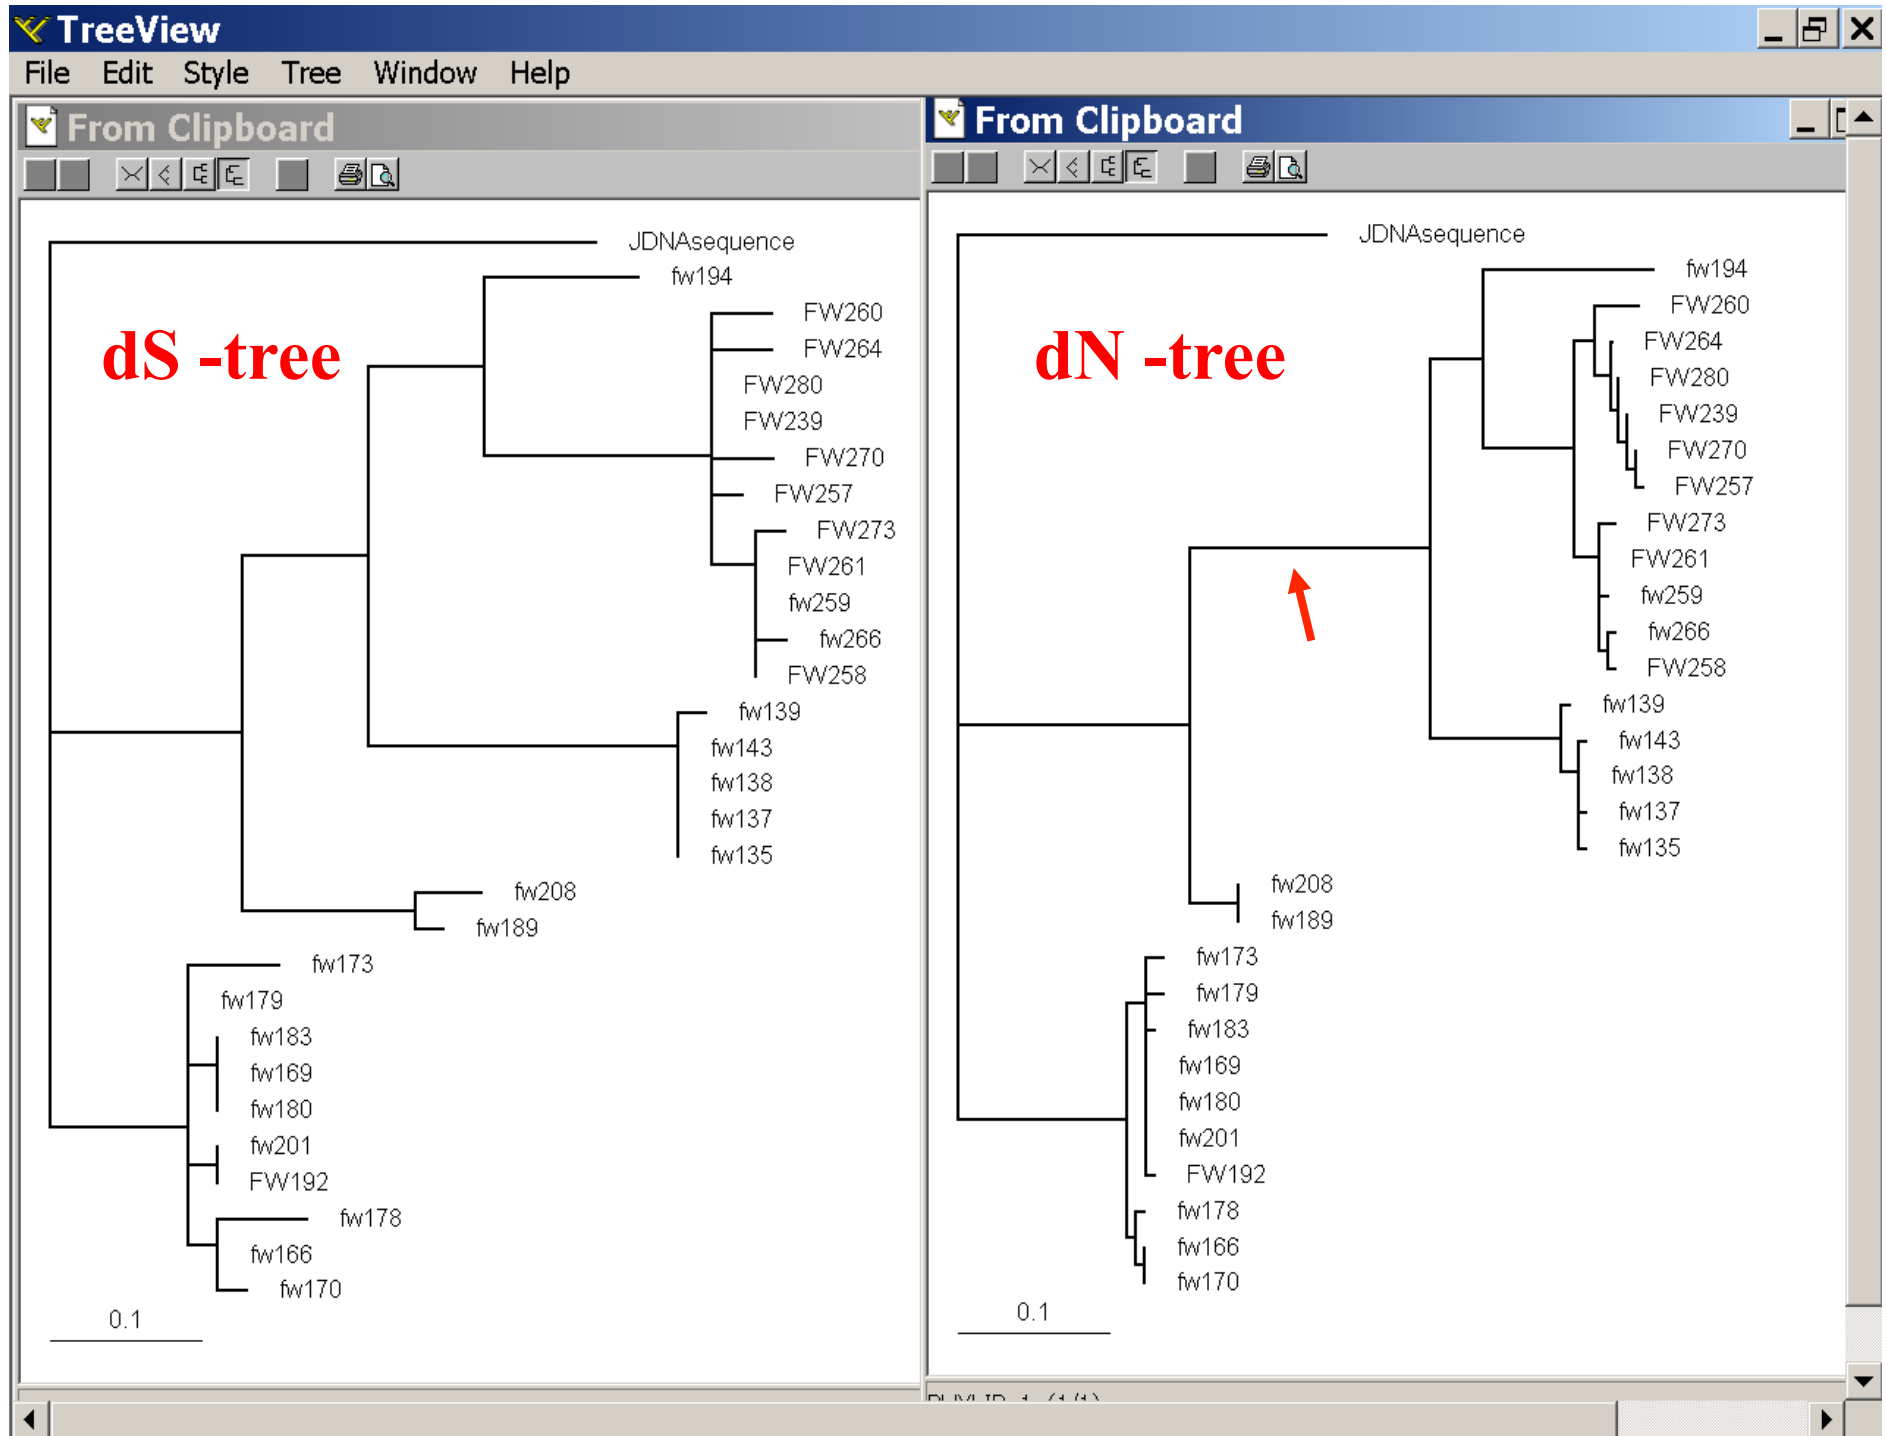 TreeView
File Edit Style Tree Window Help
From Clipboard
JDNAsequence
fw194
dS -tree
FW260
FW264
FW280
FW239
FW270
FW257
FW273
FW261
fw259
fw266
FW258
fw139
fw143
fw138
fw137
fw135
fw208
fw189
fw173
fw179
fw183
fw169
fw180
fw201
FW192
fw178
fw166
fw170
0.1
From Clipboard
JDNAsequence
fw194
dN -tree
FW260
FW264
FW280
FW239
FW270
FW257
FW273
FW261
fw259
fw266
FW258
fw139
fw143
fw138
fw137
fw135
fw208
fw189
fw173
fw179
fw183
fw169
fw180
fw201
FW192
fw178
fw166
fw170
0.1